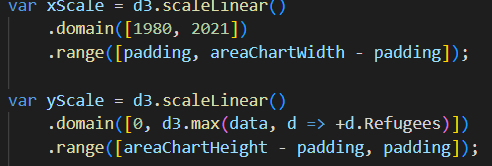 var xScale = d3.scaleLinear()
.domain([1980, 2021])
.range([padding, areaChartWidth - padding]);
var yScale = d3.scaleLinear()
.domain([0, d3.max(data, d => +d.Refugees)])
.range([areaChartHeight - padding, padding]);